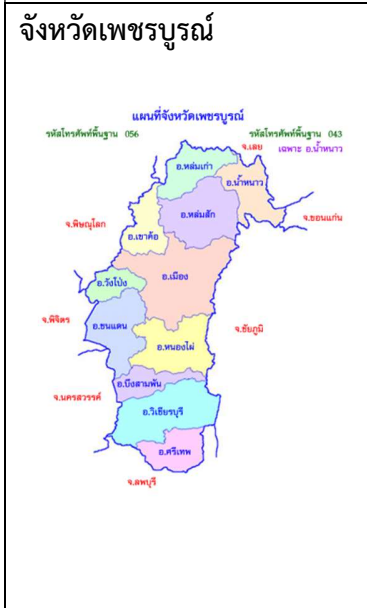 จังหวัดเพชรบูรณ์
แผนที่จังหวัดเพชรบูรณ์
รหัสโทรศัพท์พื้นฐาน 056
รหัสโทรศัพท์พื้นฐาน 043
จ.เลย
เฉพาะ อ.น้ำหนาว
อ.หล่มเก่า
อ.น้ำหนาว
อ.หล่มสัก
จ.ขอนแก่น
จ.พิษณุโลก
อ.เขาค้อ
อ.วังโป่ง
อ.เมือง
จ.พิจิตร
อ.ชนแดน
จ.ชัยภูมิ
อ.หนองไผ่
อ.บึงสามพัน
จ.นครสวรรค์
อ.วิเชียรบุรี
อ.ศรีเทพ
จ.ลพบุรี